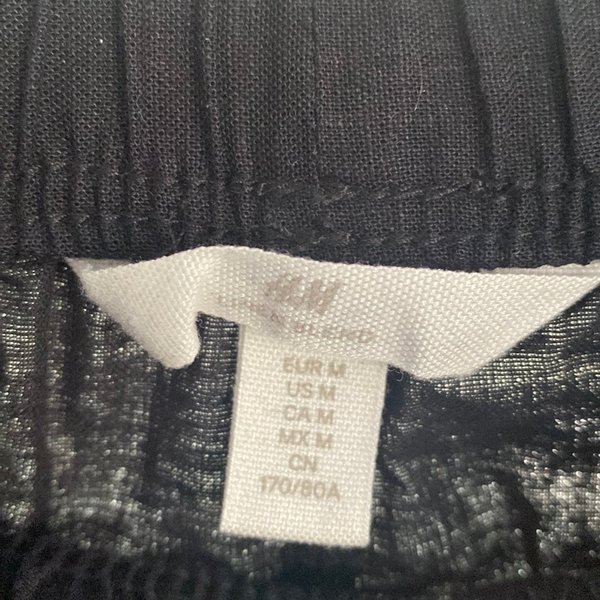 H&M
LINEN BLEND
EUR M
US M
CA M
MX M
CN
170/80A